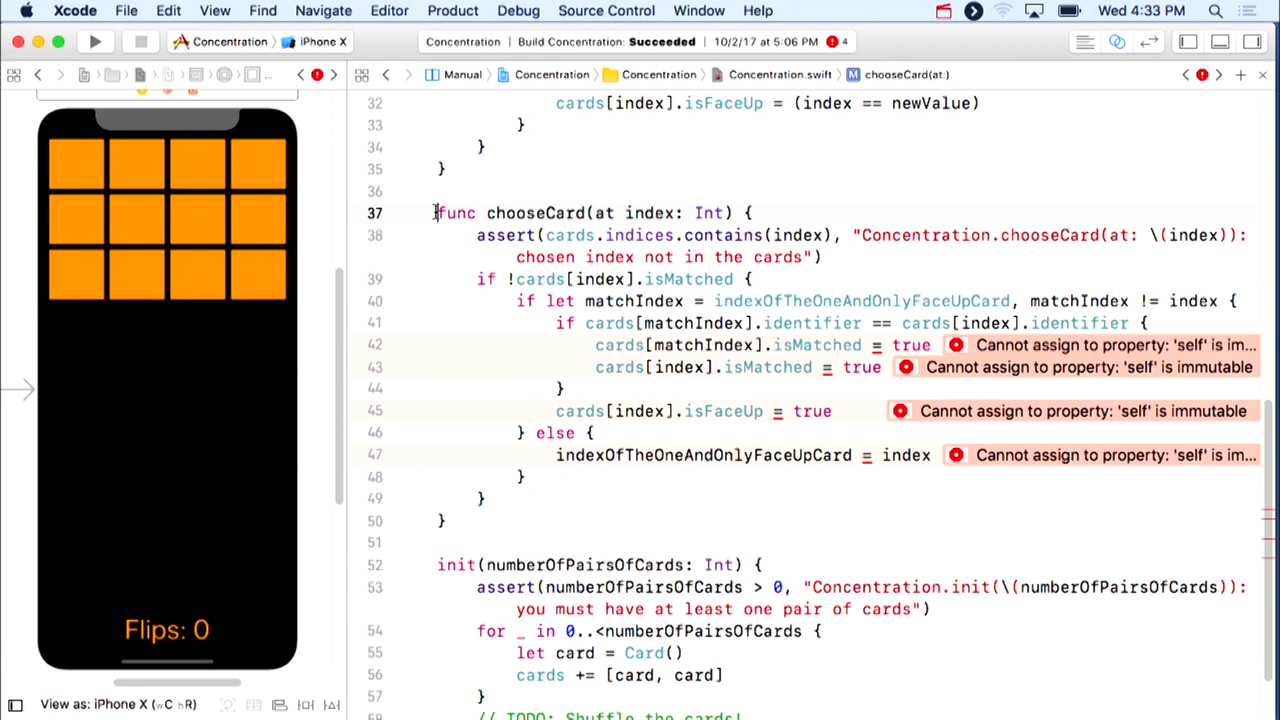 Xcode File Edit View Find Navigate Editor Product Debug Source Control Window Help Wed 4:33 PM
Concentration iPhone X Concentration Build Concentration: Succeeded 10/2/17 at 5:06 PM 4
Manual Concentration Concentration Concentration.swift M chooseCard(at:)
32 cards[index].isFaceUp = (index == newValue)
33 }
34 }
35 }
36
37 func chooseCard(at index: Int) {
38 assert(cards.indices.contains(index), "Concentration.chooseCard(at: \(index)):
chosen index not in the cards")
39 if !cards[index].isMatched {
40 if let matchIndex = indexOfTheOneAndOnlyFaceUpCard, matchIndex != index {
41 if cards[matchIndex].identifier == cards[index].identifier {
42 cards[matchIndex].isMatched = true Cannot assign to property: 'self' is im...
43 cards[index].isMatched = true Cannot assign to property: 'self' is immutable
44 }
45 cards[index].isFaceUp = true Cannot assign to property: 'self' is immutable
46 } else {
47 indexOfTheOneAndOnlyFaceUpCard = index Cannot assign to property: 'self' is im...
48 }
49 }
50 }
51
52 init(numberOfPairsOfCards: Int) {
53 assert(numberOfPairsOfCards > 0, "Concentration.init(\(numberOfPairsOfCards)):
you must have at least one pair of cards")
54 for _ in 0..<numberOfPairsOfCards {
55 let card = Card()
56 cards += [card, card]
57 }
58 // TODO: Shuffle the cards!
Flips: 0
View as: iPhone X (wC hR)